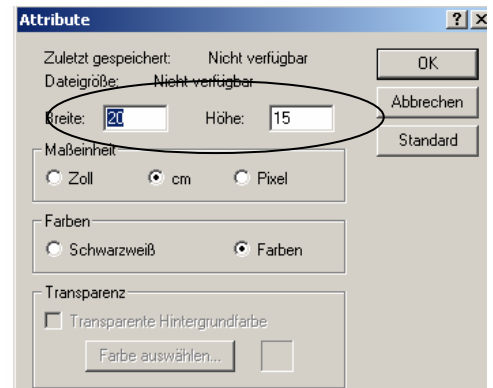 Attribute
Zuletzt gespeichert: Nicht verfügbar
Dateigröße: Nicht verfügbar
Breite: 20 Höhe: 15
OK
Abbrechen
Standard
Maßeinheit
Zoll cm Pixel
Farben
Schwarzweiß Farben
Transparenz
Transparente Hintergrundfarbe
Farbe auswählen...